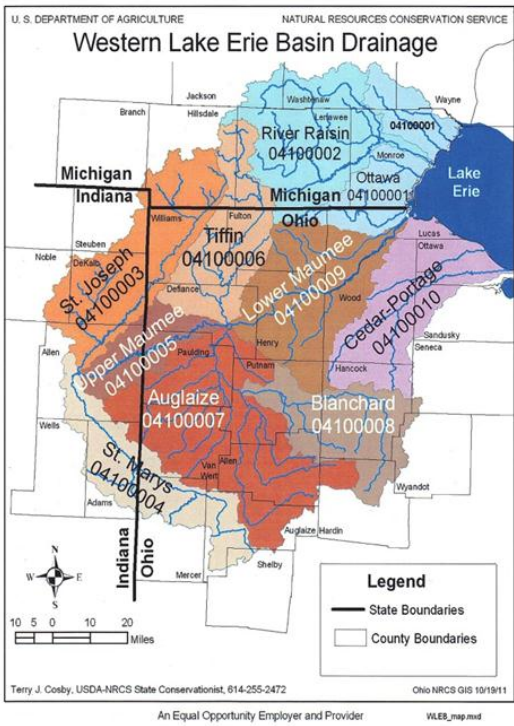 U. S. DEPARTMENT OF AGRICULTURE NATURAL RESOURCES CONSERVATION SERVICE
Western Lake Erie Basin Drainage
Jackson
Washtenaw
Wayne
Branch
Hillsdale
Lenawee
River Raisin
04100002
04100001
Monroe
Ottawa
04100001
Lake
Erie
Michigan
Indiana
Michigan
Ohio
Williams
Fulton
Lucas
Ottawa
Steuben
Noble
DeKalb
St. Joseph
04100003
Tiffin
04100006
Lower Maumee
04100009
Wood
Cedar-Portage
04100010
Sandusky
Seneca
Defiance
Henry
Hancock
Allen
Upper Maumee
04100005
Paulding
Putnam
Auglaize
04100007
Blanchard
04100008
Wells
St. Marys
04100004
Van
Wert
Allen
Wyandot
Adams
Auglaize
Hardin
Indiana
Ohio
Mercer
Shelby
N
W
E
S
10 5 0 10 20
Miles
Legend
State Boundaries
County Boundaries
Terry J. Cosby, USDA-NRCS State Conservationist, 614-255-2472
Ohio NRCS GIS 10/19/11
An Equal Opportunity Employer and Provider
WLEB_map.mxd